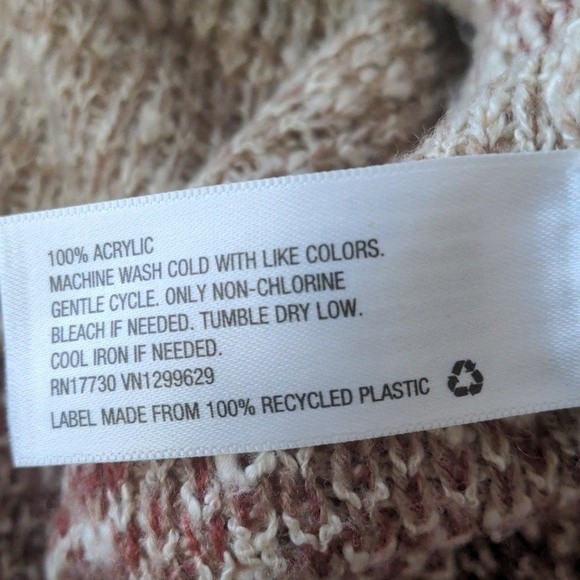 100% ACRYLIC
MACHINE WASH COLD WITH LIKE COLORS.
GENTLE CYCLE. ONLY NON-CHLORINE
BLEACH IF NEEDED. TUMBLE DRY LOW.
COOL IRON IF NEEDED.
RN17730 VN1299629
LABEL MADE FROM 100% RECYCLED PLASTIC